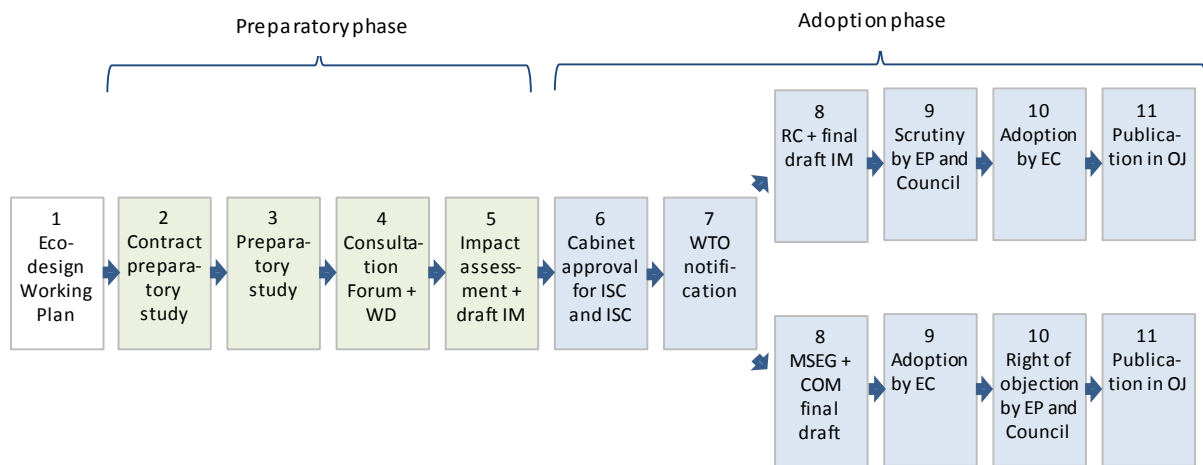 Preparatory phase
Adoption phase
1
Eco-
design
Working
Plan
2
Contract
prepara-
tory
study
3
Prepara-
tory
study
4
Consulta-
tion
Forum +
WD
5
Impact
assess-
ment +
draft IM
6
Cabinet
approval
for ISC
and ISC
7
WTO
notifi-
cation
8
RC + final
draft IM
9
Scrutiny
by EP and
Council
10
Adoption
by EC
11
Publica-
tion in OJ
8
MSEG +
COM
final
draft
9
Adoption
by EC
10
Right of
objection
by EP and
Council
11
Publica-
tion in OJ